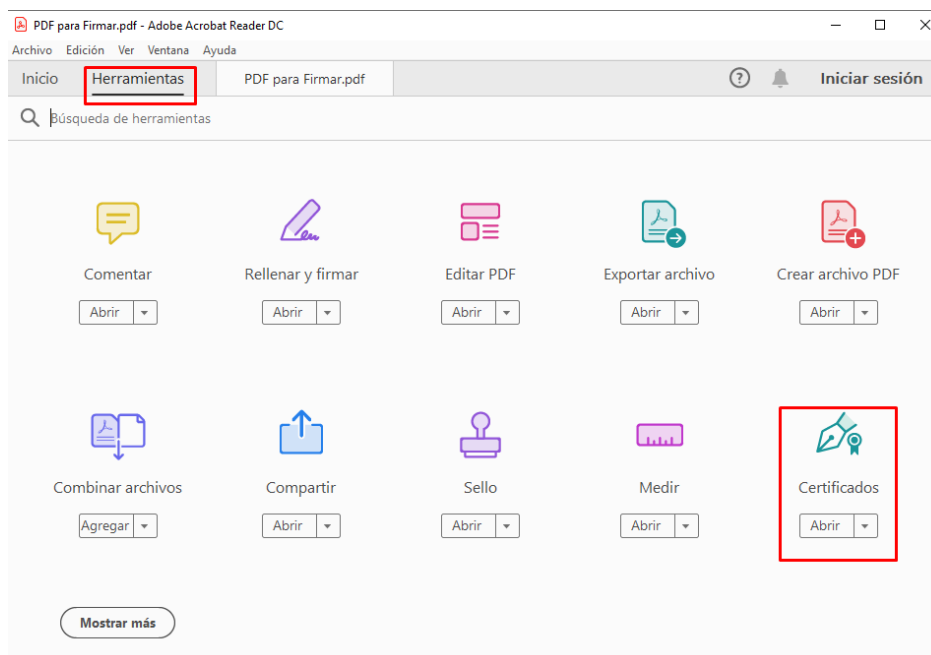 PDF para Firmar.pdf - Adobe Acrobat Reader DC
Archivo Edición Ver Ventana Ayuda
Inicio Herramientas PDF para Firmar.pdf Iniciar sesión
Búsqueda de herramientas
Comentar Rellenar y firmar Editar PDF Exportar archivo Crear archivo PDF
Abrir Abrir Abrir Abrir Abrir
Combinar archivos Compartir Sello Medir Certificados
Agregar Abrir Abrir Abrir Abrir
Mostrar más